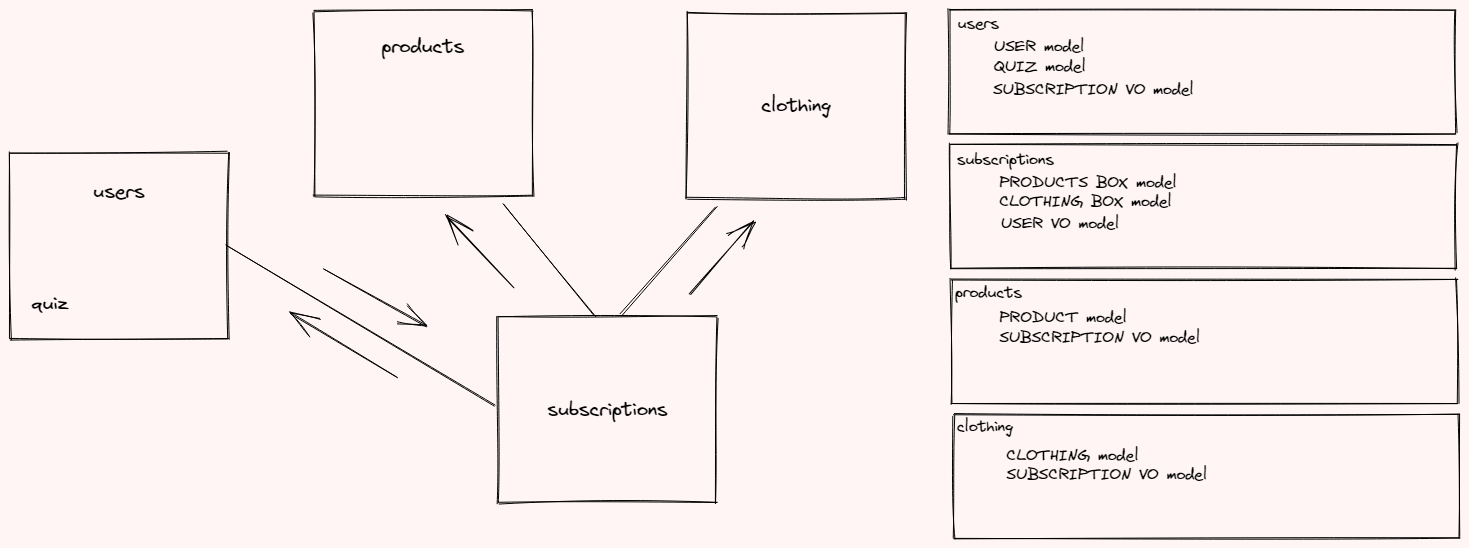 products
clothing
users
quiz
subscriptions
users
USER model
QUIZ model
SUBSCRIPTION VO model
subscriptions
PRODUCTS BOX model
CLOTHING BOX model
USER VO model
products
PRODUCT model
SUBSCRIPTION VO model
clothing
CLOTHING model
SUBSCRIPTION VO model